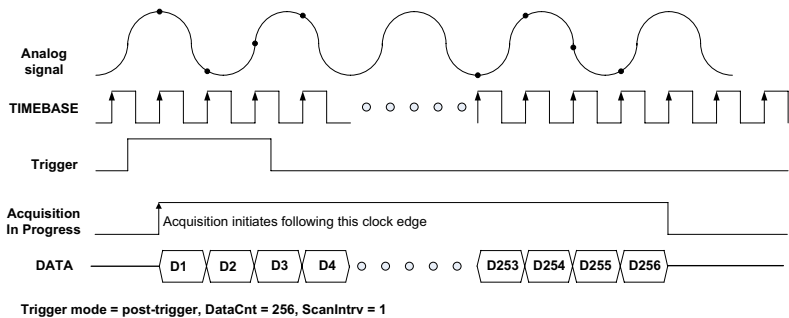 Analog
signal
TIMEBASE
Trigger
Acquisition
In Progress
Acquisition initiates following this clock edge
DATA
D1 D2 D3 D4 D253 D254 D255 D256
Trigger mode = post-trigger, DataCnt = 256, ScanIntrv = 1